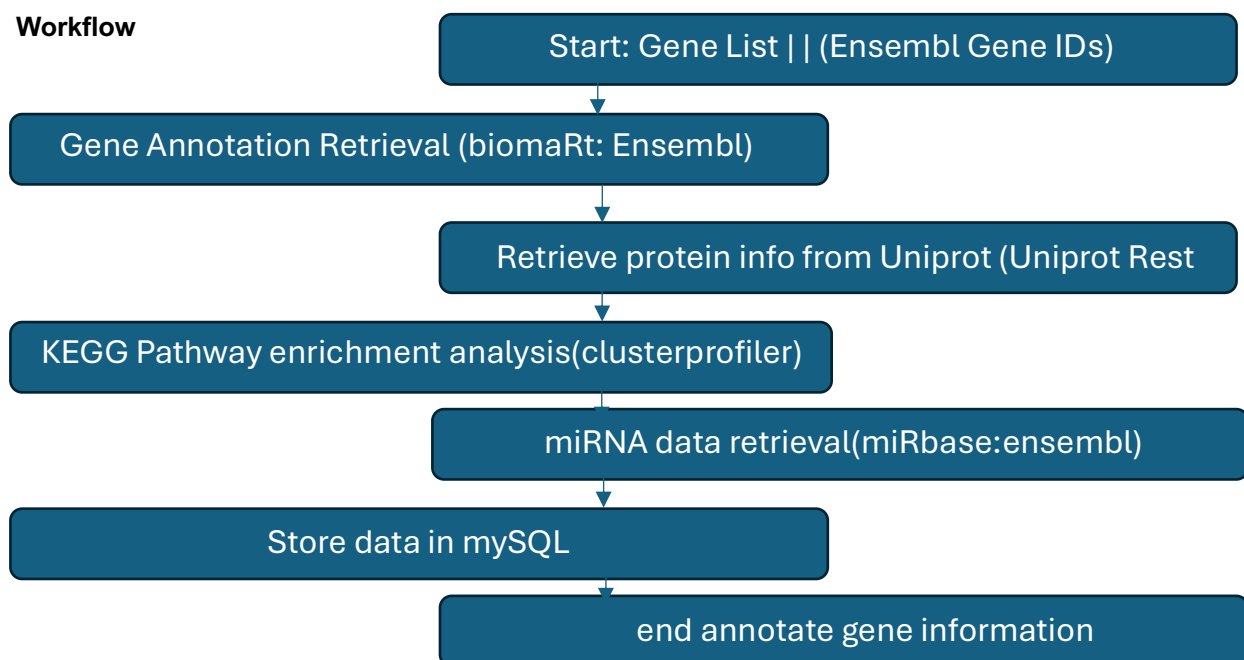 Workflow
Start: Gene List | | (Ensembl Gene IDs)
Gene Annotation Retrieval (biomaRt: Ensembl)
Retrieve protein info from Uniprot (Uniprot Rest
KEGG Pathway enrichment analysis(clusterprofiler)
miRNA data retrieval(miRbase:ensembl)
Store data in mySQL
end annotate gene information